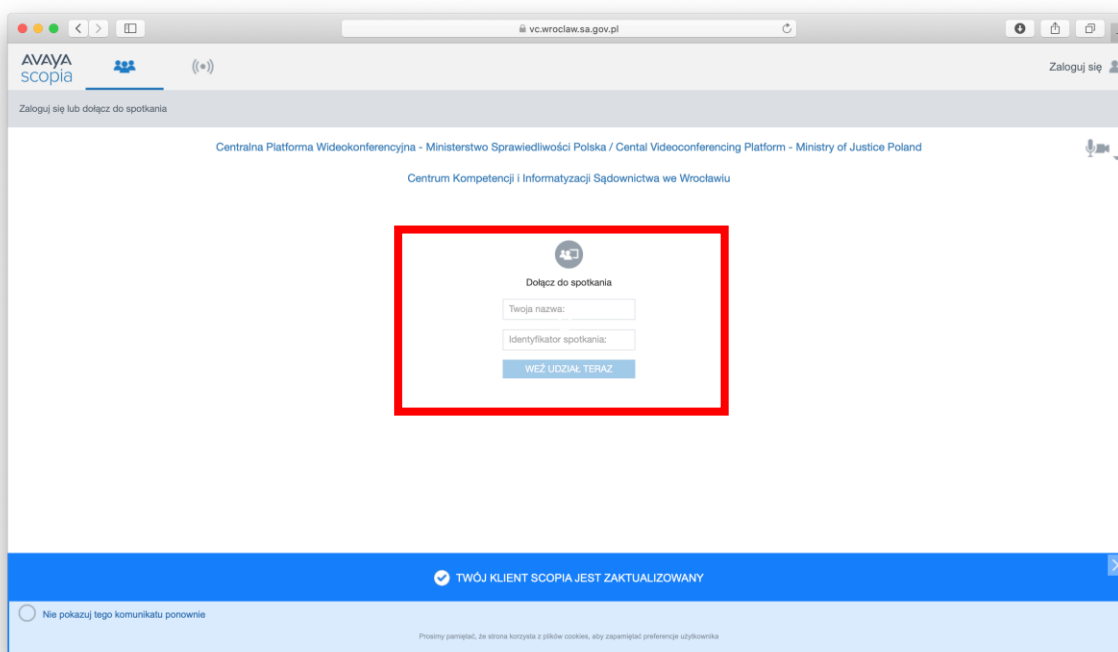 vc.wroclaw.sa.gov.pl
AVAYA
scopia
Zaloguj się
Zaloguj się lub dołącz do spotkania
Centralna Platforma Wideokonferencyjna - Ministerstwo Sprawiedliwości Polska / Cental Videoconferencing Platform - Ministry of Justice Poland
Centrum Kompetencji i Informatyzacji Sądownictwa we Wrocławiu
Dołącz do spotkania
Twoja nazwa:
Identyfikator spotkania:
WEŹ UDZIAŁ TERAZ
TWÓJ KLIENT SCOPIA JEST ZAKTUALIZOWANY
Nie pokazuj tego komunikatu ponownie
Prosimy pamiętać, że strona korzysta z plików cookies, aby zapamiętać preferencje użytkownika